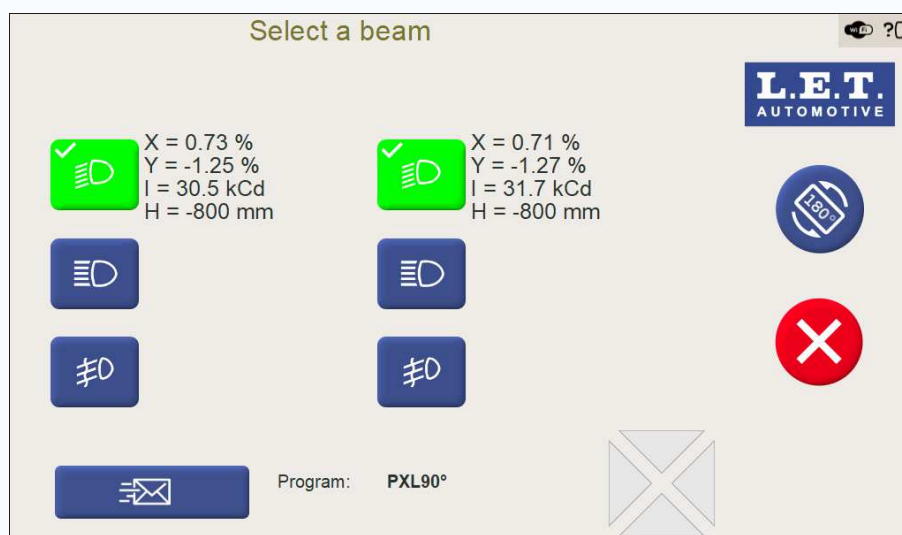 Select a beam
WiFi
?
L.E.T.
AUTOMOTIVE
X = 0.73 %
Y = -1.25 %
I = 30.5 kCd
H = -800 mm
X = 0.71 %
Y = -1.27 %
I = 31.7 kCd
H = -800 mm
180°
Program: PXL90°